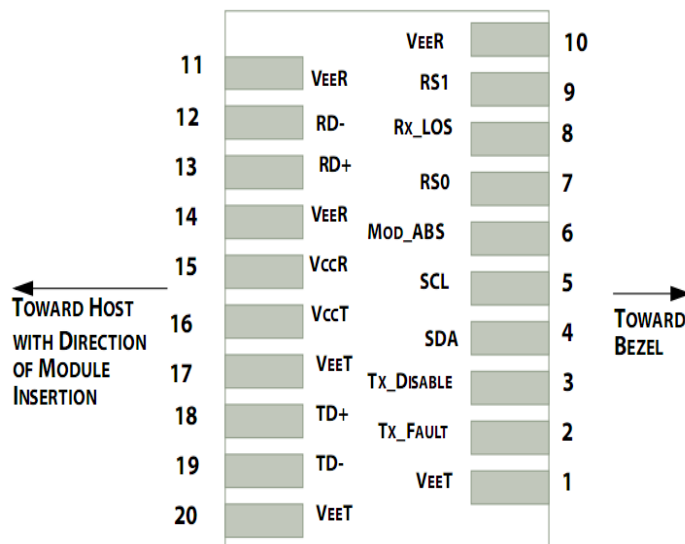 11 VEER
12 RD-
13 RD+
14 VEER
15 VCCR
16 VCCT
17 VEET
18 TD+
19 TD-
20 VEET
VEER 10
RS1 9
RX_LOS 8
RS0 7
MOD_ABS 6
SCL 5
SDA 4
TX_DISABLE 3
TX_FAULT 2
VEET 1
TOWARD HOST
WITH DIRECTION
OF MODULE
INSERTION
TOWARD
BEZEL